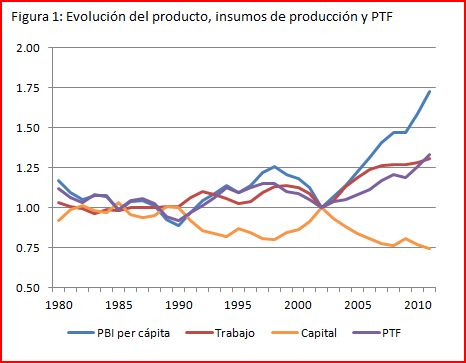 Figura 1: Evolución del producto, insumos de producción y PTF
2.00
1.75
1.50
1.25
1.00
0.75
0.50
1980 1985 1990 1995 2000 2005 2010
PBI per cápita Trabajo Capital PTF